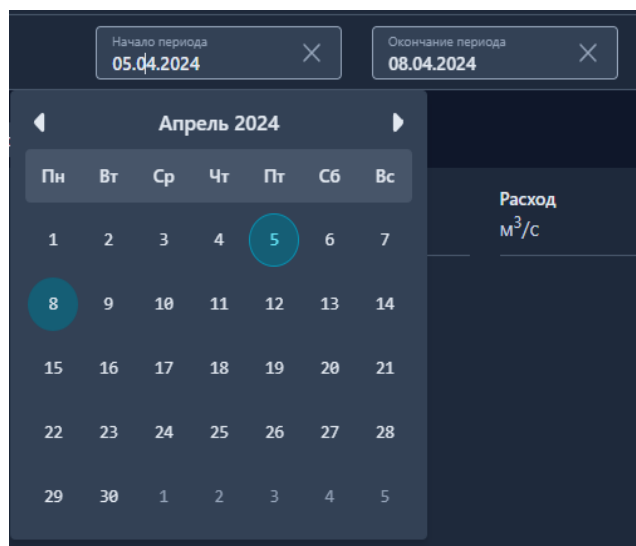 Начало периода
05.04.2024
Окончание периода
08.04.2024
Апрель 2024
Пн Вт Ср Чт Пт Сб Вс
1 2 3 4 5 6 7
8 9 10 11 12 13 14
15 16 17 18 19 20 21
22 23 24 25 26 27 28
29 30 1 2 3 4 5
Расход
м³/с